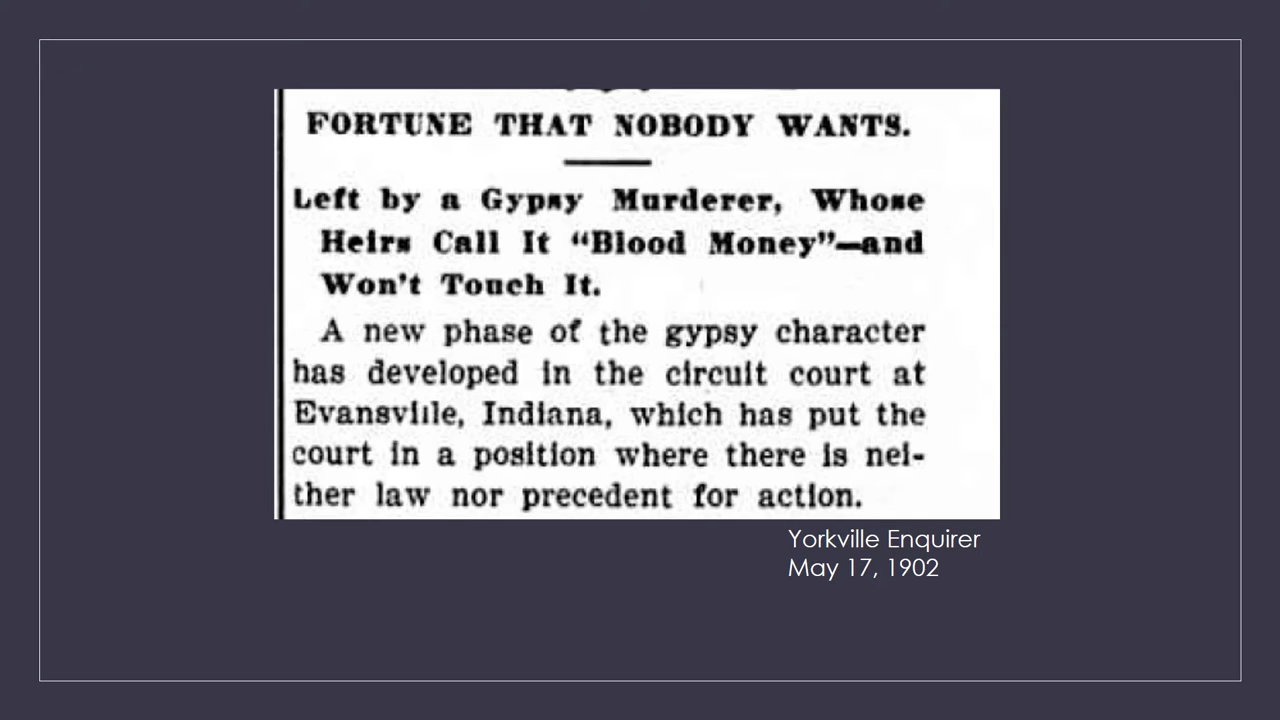 FORTUNE THAT NOBODY WANTS.
Left by a Gypsy Murderer, Whose
Heirs Call It “Blood Money”—and
Won't Touch It.
A new phase of the gypsy character
has developed in the circuit court at
Evansville, Indiana, which has put the
court in a position where there is nei-
ther law nor precedent for action.
Yorkville Enquirer
May 17, 1902